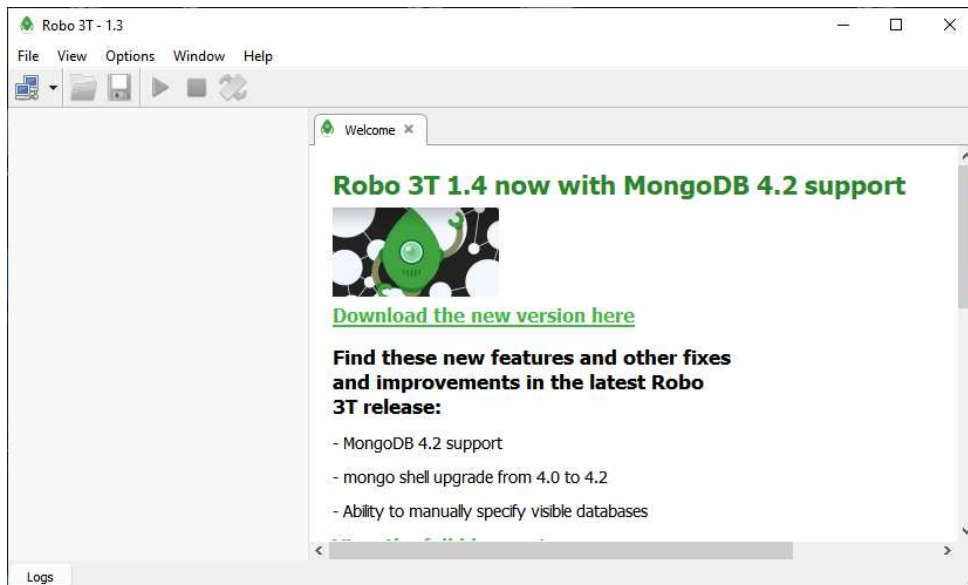 Robo 3T - 1.3
File View Options Window Help
Welcome
Robo 3T 1.4 now with MongoDB 4.2 support
Download the new version here
Find these new features and other fixes
and improvements in the latest Robo
3T release:
- MongoDB 4.2 support
- mongo shell upgrade from 4.0 to 4.2
- Ability to manually specify visible databases
Logs